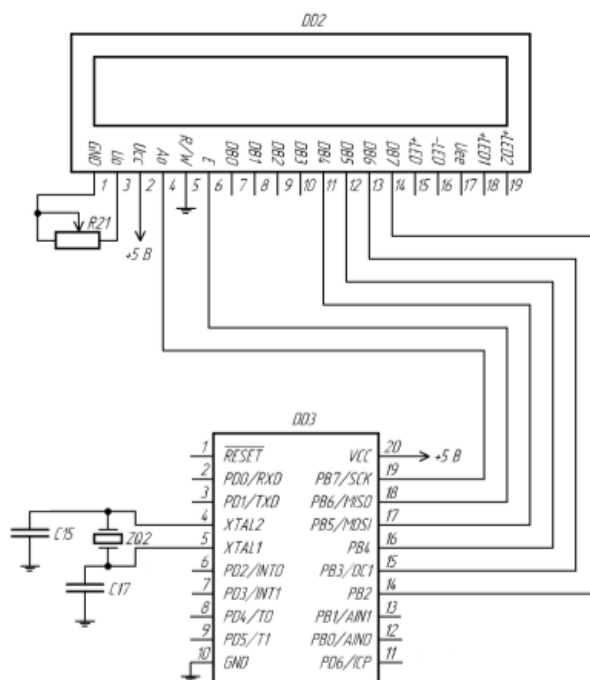 DD2
GND Uo Ucc Ao R/W E DB0 DB1 DB2 DB3 DB4 DB5 DB6 DB7 +LED -LED Uee +LED1 +LED2
1 3 2 4 5 6 7 8 9 10 11 12 13 14 15 16 17 18 19
R21
+5 В
DD3
1 RESET VCC 20 +5 В
2 PD0/RXD PB7/SCK 19
3 PD1/TXD PB6/MISO 18
4 XTAL2 PB5/MOSI 17
C15 ZQ2 5 XTAL1 PB4 16
6 PD2/INT0 PB3/OC1 15
C17 7 PD3/INT1 PB2 14
8 PD4/T0 PB1/AIN1 13
9 PD5/T1 PB0/AIN0 12
10 GND PD6/ICP 11